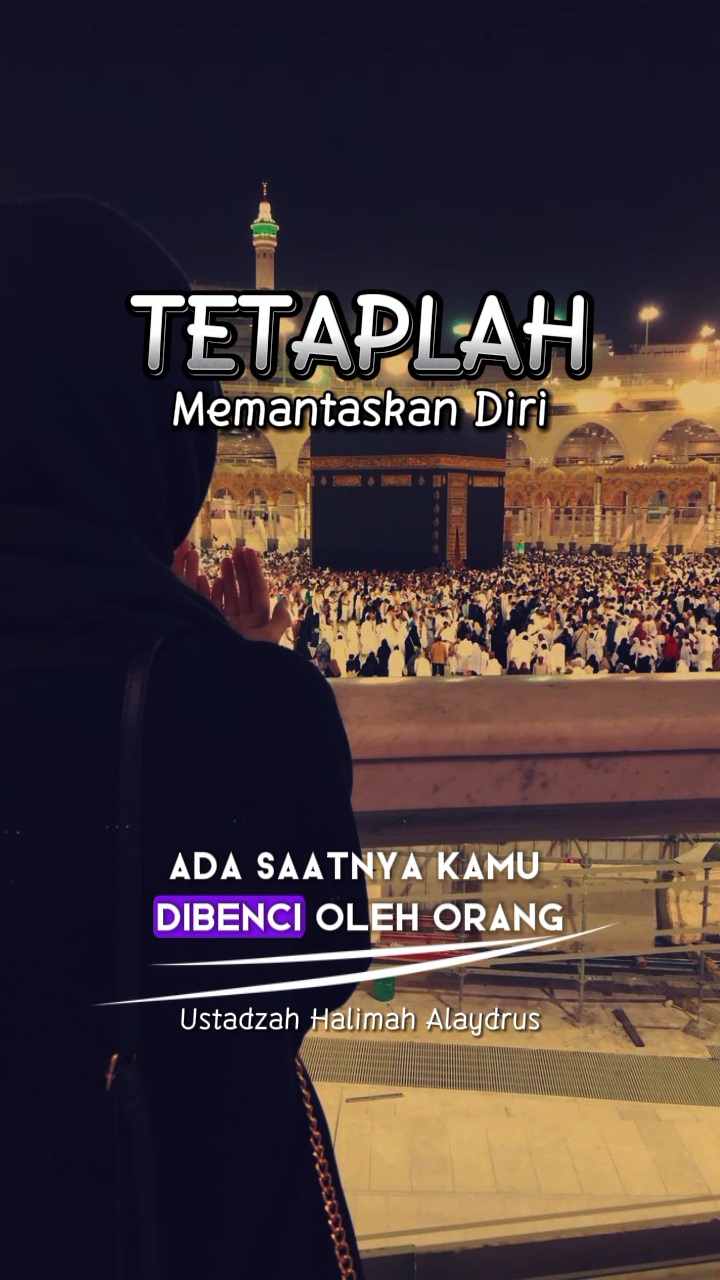 TETAPLAH
Memantaskan Diri
ADA SAATNYA KAMU
DIBENCI OLEH ORANG
Ustadzah Halimah Alaydrus